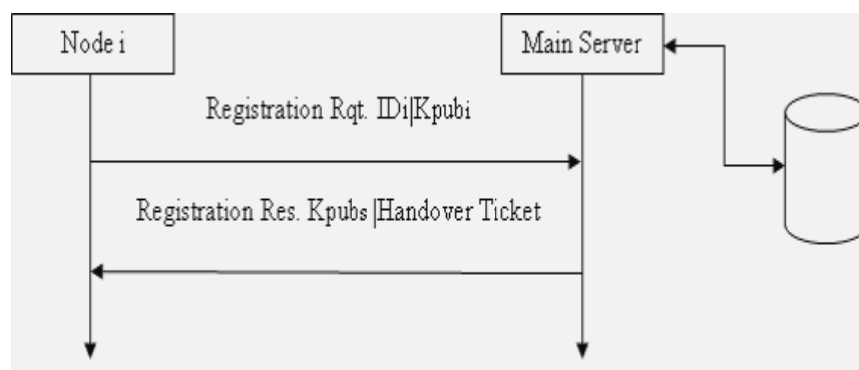 Node i
Main Server
Registration Rqt. IDi|Kpubi
Registration Res. Kpubs|Handover Ticket